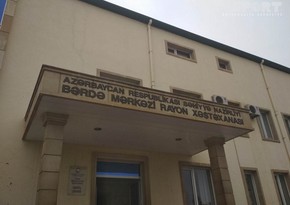 AZƏRBAYCAN RESPUBLİKASI SƏHİYYƏ NAZİRLİYİ
BƏRDƏ MƏRKƏZİ RAYON XƏSTƏXANASI